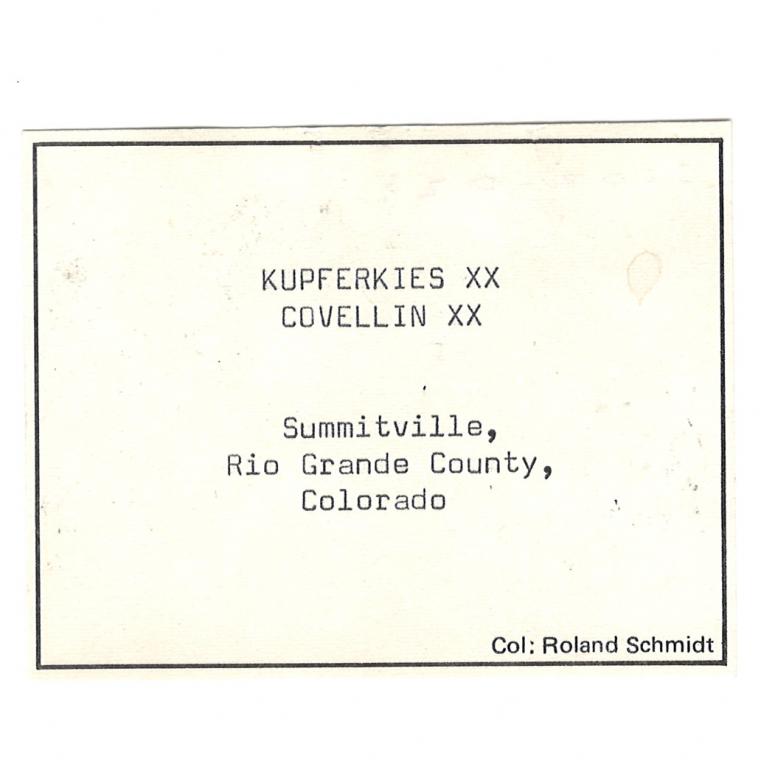 KUPFERKIES XX
COVELLIN XX
Summitville,
Rio Grande County,
Colorado
Col: Roland Schmidt